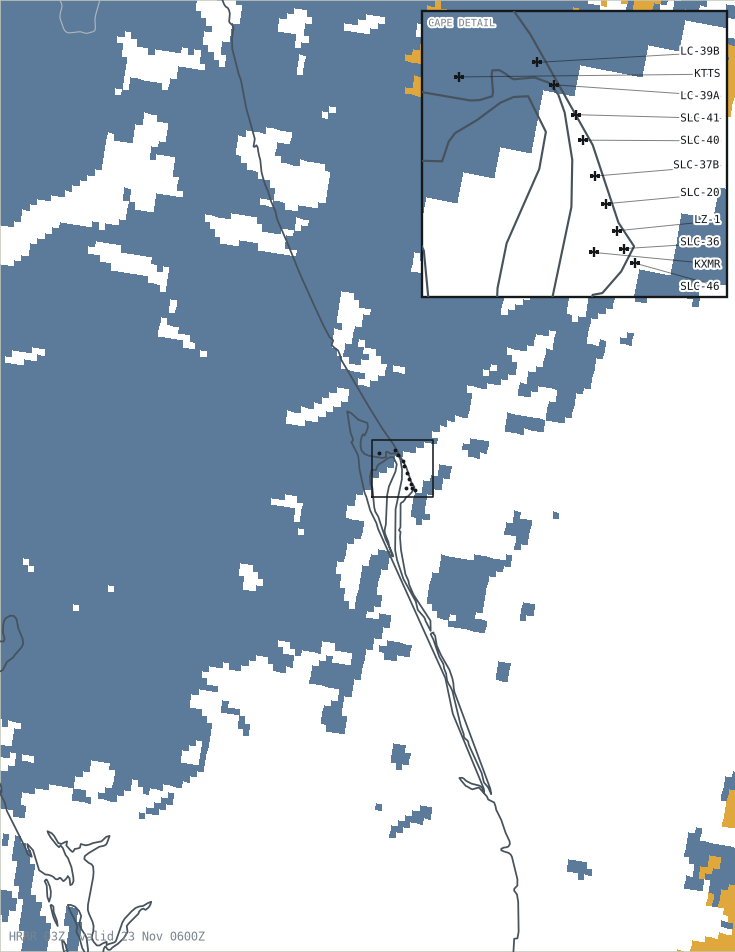 CAPE DETAIL
LC-39B
KTTS
LC-39A
SLC-41
SLC-40
SLC-37B
SLC-20
LZ-1
SLC-36
KXMR
SLC-46
valid 23 Nov 0600Z